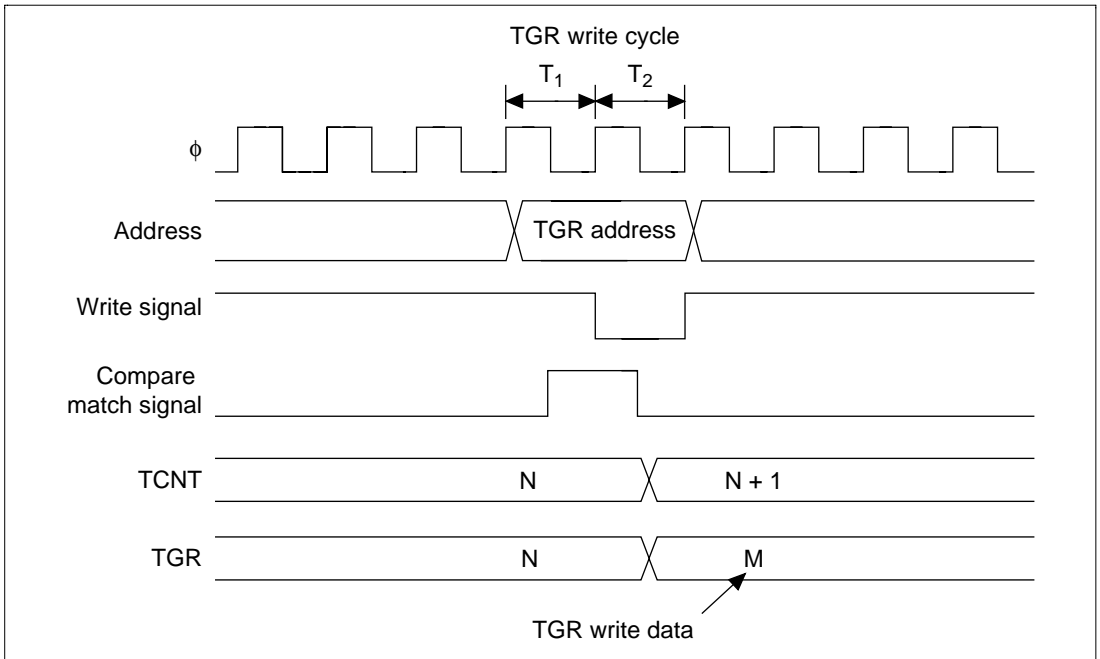 TGR write cycle
T1 T2
ϕ
Address TGR address
Write signal
Compare
match signal
TCNT N N + 1
TGR N M
TGR write data